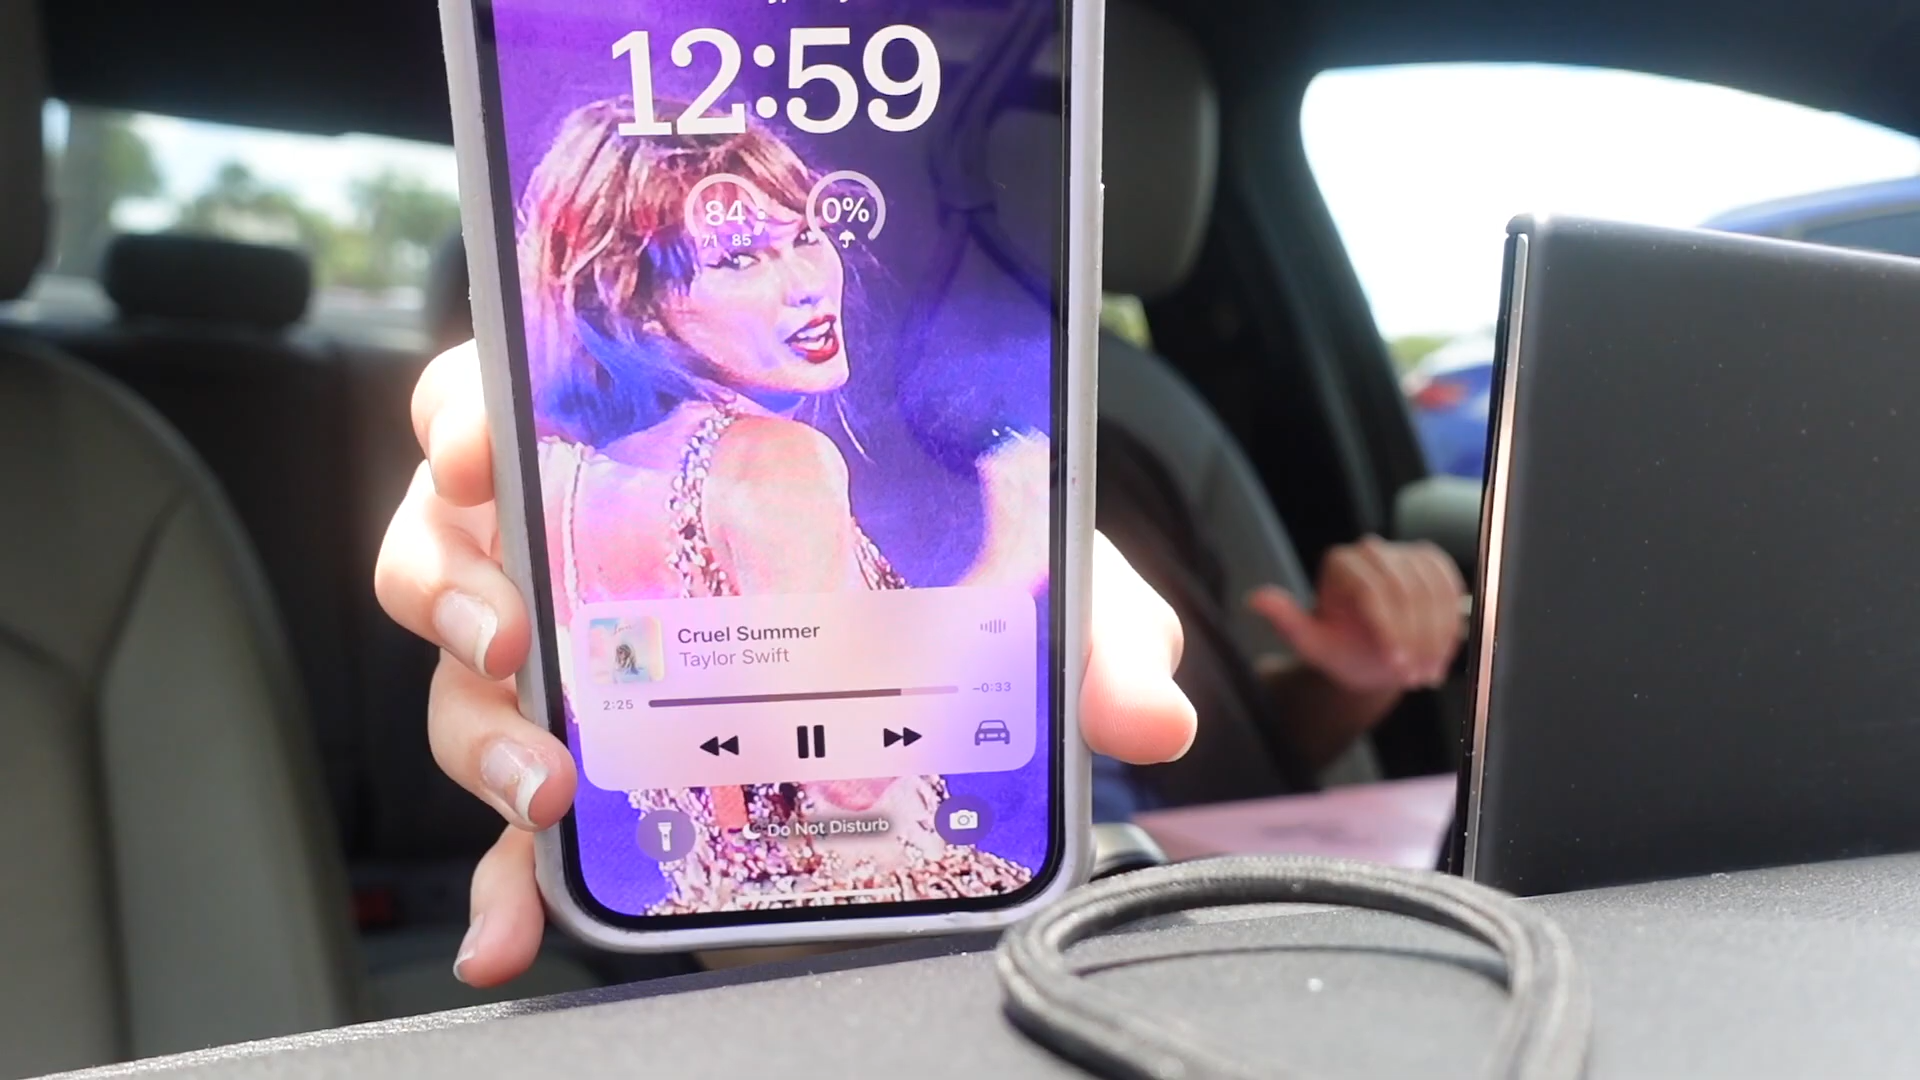 12:59
84
71 85
0%
Cruel Summer
Taylor Swift
2:25
-0:33
Do Not Disturb